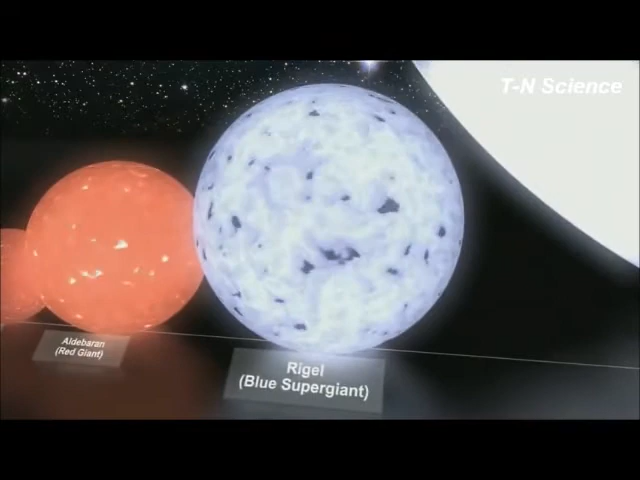 T-N Science
Aldebaran
(Red Giant)
Rigel
(Blue Supergiant)